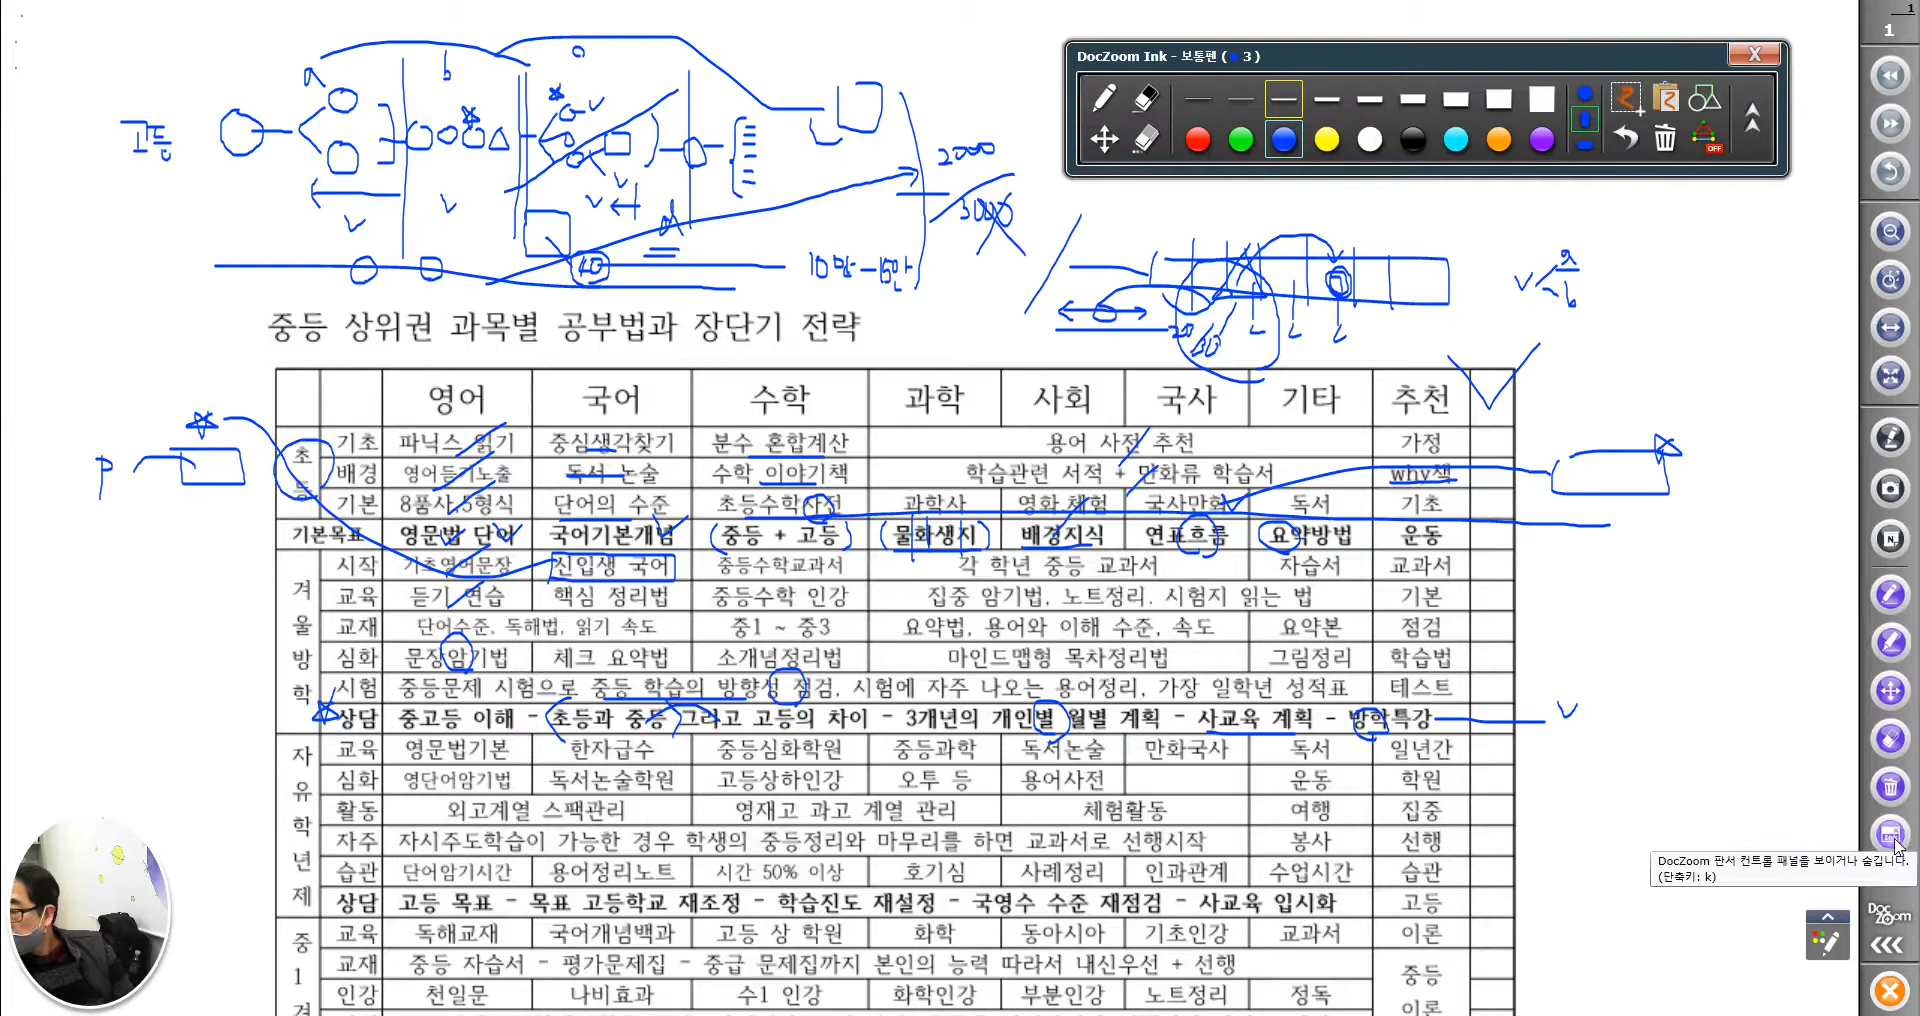 1
1
DocZoom Ink - 보통펜 ( 3 )
OFF
a
b
고등
2000
3000
40
10만-15만
a
b
중등 상위권 과목별 공부법과 장단기 전략
영어 국어 수학 과학 사회 국사 기타 추천
초등
기초 파닉스 읽기 중심생각찾기 분수 혼합계산 용어 사전 추천 가정
배경 영어듣기노출 독서 논술 수학 이야기책 학습관련 서적 + 만화류 학습서 why책
기본 8품사,5형식 단어의 수준 초등수학사전 과학사 영화 체험 국사만화 독서 기초
기본목표 영문법 단어 국어기본개념 (중등 + 고등) (물화생지) 배경지식 연표흐름 요약방법 운동
P
겨울방학
시작 기초영어문장 신입생 국어 중등수학교과서 각 학년 중등 교과서 자습서 교과서
교육 듣기 연습 핵심 정리법 중등수학 인강 집중 암기법, 노트정리. 시험지 읽는 법 기본
교재 단어수준, 독해법, 읽기 속도 중1 ~ 중3 요약법, 용어와 이해 수준, 속도 요약본 점검
심화 문장암기법 체크 요약법 소개념정리법 마인드맵형 목차정리법 그림정리 학습법
시험 중등문제 시험으로 중등 학습의 방향성 점검, 시험에 자주 나오는 용어정리, 가장 일학년 성적표 테스트
상담 중고등 이해 - 초등과 중등 그리고 고등의 차이 - 3개년의 개인별 월별 계획 - 사교육 계획 - 방학특강
자유학년제
교육 영문법기본 한자급수 중등심화학원 중등과학 독서논술 만화국사 독서 일년간
심화 영단어암기법 독서논술학원 고등상하인강 오투 등 용어사전 운동 학원
활동 외고계열 스팩관리 영재고 과고 계열 관리 체험활동 여행 집중
자주 자시주도학습이 가능한 경우 학생의 중등정리와 마무리를 하면 교과서로 선행시작 봉사 선행
습관 단어암기시간 용어정리노트 시간 50% 이상 호기심 사례정리 인과관계 수업시간 습관
상담 고등 목표 - 목표 고등학교 재조정 - 학습진도 재설정 - 국영수 수준 재점검 - 사교육 입시화 고등
중1겨
교육 독해교재 국어개념백과 고등 상 학원 화학 동아시아 기초인강 교과서 이론
교재 중등 자습서 - 평가문제집 - 중급 문제집까지 본인의 능력 따라서 내신우선 + 선행 중등
인강 천일문 나비효과 수1 인강 화학인강 부분인강 노트정리 정독 이론
DocZoom 판서 컨트롤 패널을 보이거나 숨깁니다.
(단축키: k)
Doc Zoom